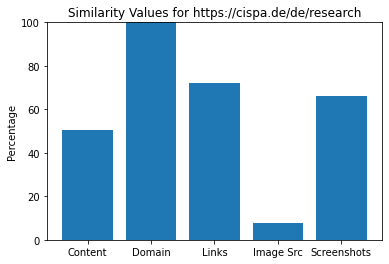 Similarity Values for https://cispa.de/de/research
Percentage
100
80
60
40
20
0
Content Domain Links Image Src Screenshots